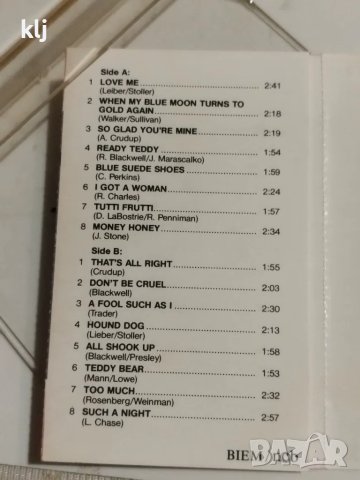 klj
Side A:
1 LOVE ME 2:41
(Leiber/Stoller)
2 WHEN MY BLUE MOON TURNS TO
GOLD AGAIN 2:18
(Walker/Sullivan)
3 SO GLAD YOU'RE MINE 2:19
(A. Crudup)
4 READY TEDDY 1:54
(R. Blackwell/J. Marascalko)
5 BLUE SUEDE SHOES 1:59
(C. Perkins)
6 I GOT A WOMAN 2:24
(R. Charles)
7 TUTTI FRUTTI 1:57
(D. LaBostrie/R. Penniman)
8 MONEY HONEY 2:34
(J. Stone)
Side B:
1 THAT'S ALL RIGHT 1:55
(Crudup)
2 DON'T BE CRUEL 2:03
(Blackwell)
3 A FOOL SUCH AS I 2:30
(Trader)
4 HOUND DOG 2:13
(Lieber/Stoller)
5 ALL SHOOK UP 1:58
(Blackwell/Presley)
6 TEDDY BEAR 1:53
(Mann/Lowe)
7 TOO MUCH 2:32
(Rosenberg/Weinman)
8 SUCH A NIGHT 2:57
(L. Chase)
BIEM ncb
BAZAR